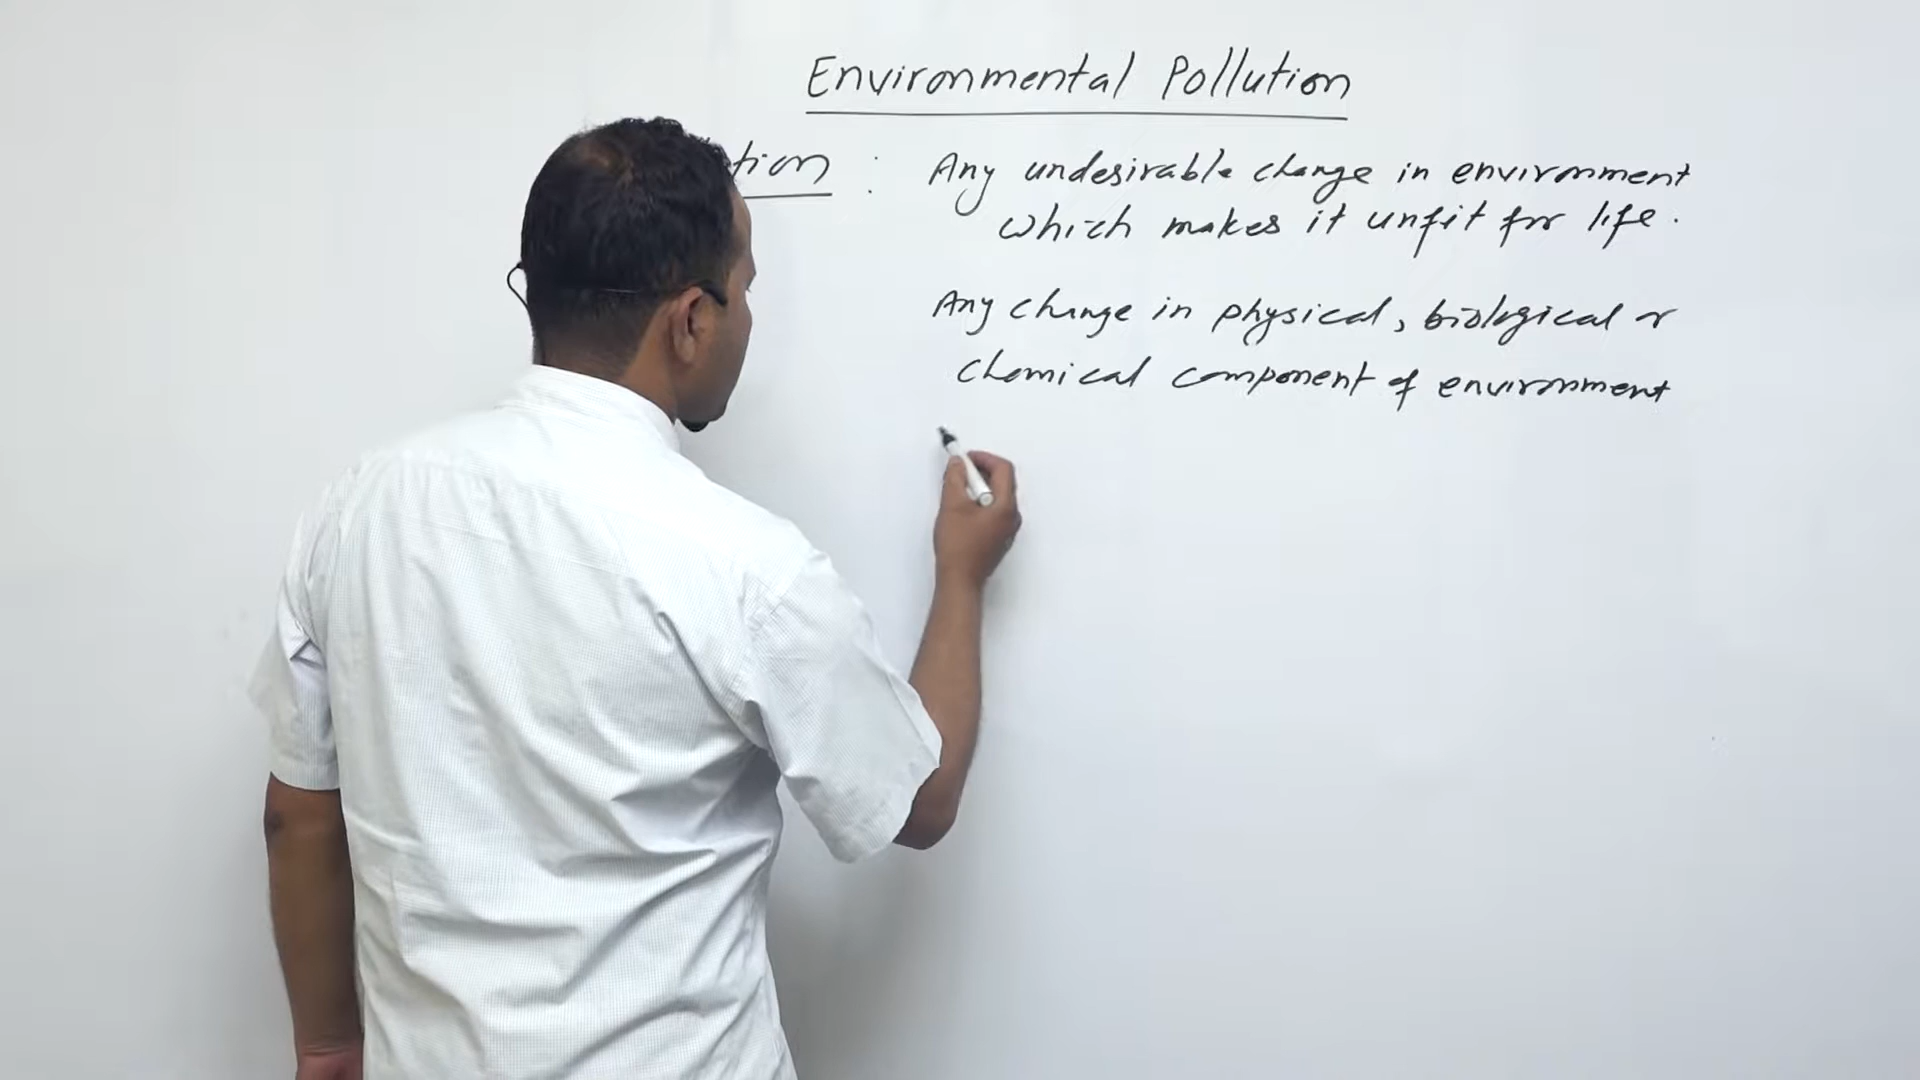 Environmental Pollution
tion : Any undesirable change in environment
which makes it unfit for life.
Any change in physical, biological or
chemical component of environment